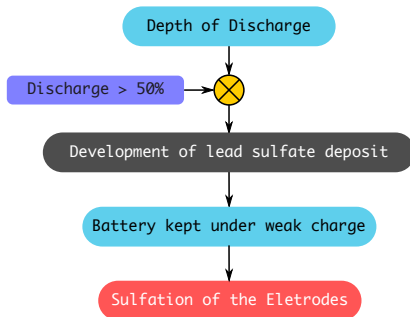 Depth of Discharge
Discharge > 50%
Development of lead sulfate deposit
Battery kept under weak charge
Sulfation of the Eletrodes